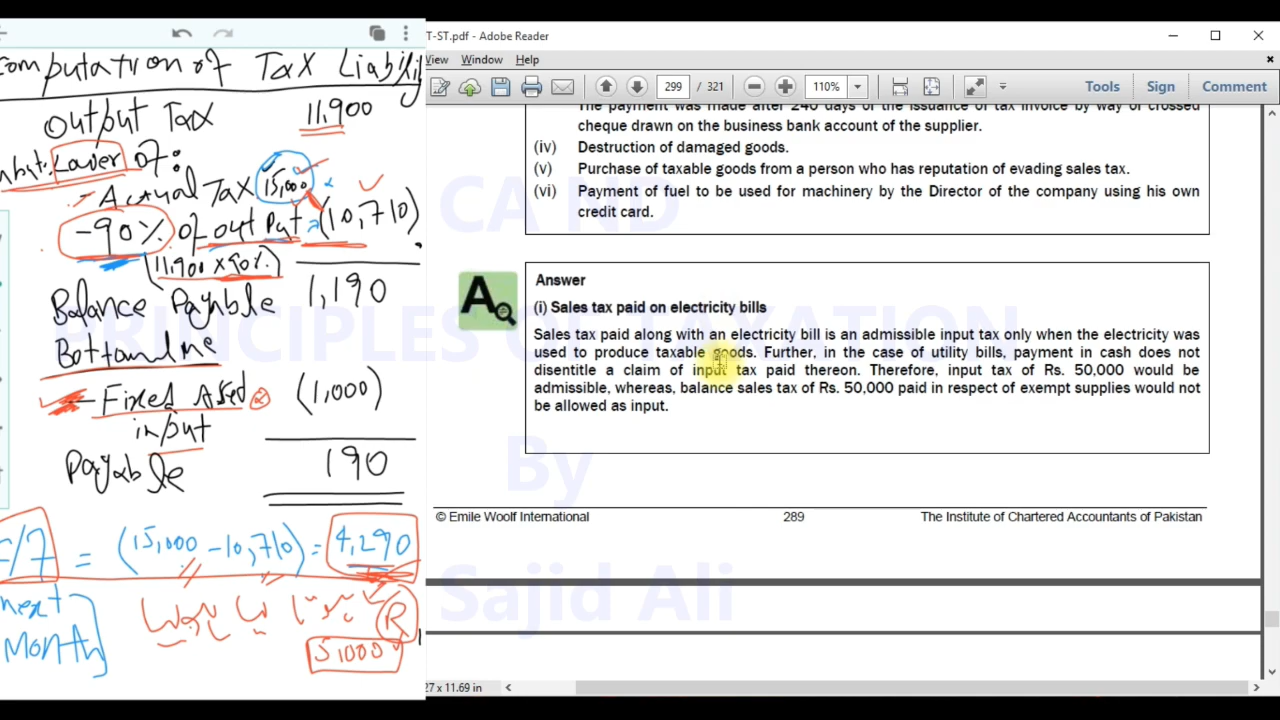 Computation of Tax Liability
Output Tax 11,900
Lower of:
- Actual Tax 15,000
-90% of output (10,710)
(11,900 x 90%)
Balance Payable 1,190
Bottomline
- Fixed Asset (1,000)
input
Payable 190
C/F = (15,000 - 10,710) = 4,290
next
Month
R
5,000
T-ST.pdf - Adobe Reader
View Window Help
299 / 321 110% Tools Sign Comment
The payment was made after 240 days of the issuance of tax invoice by way of crossed
cheque drawn on the business bank account of the supplier.
(iv) Destruction of damaged goods.
(v) Purchase of taxable goods from a person who has reputation of evading sales tax.
(vi) Payment of fuel to be used for machinery by the Director of the company using his own
credit card.
Answer
(i) Sales tax paid on electricity bills
Sales tax paid along with an electricity bill is an admissible input tax only when the electricity was
used to produce taxable goods. Further, in the case of utility bills, payment in cash does not
disentitle a claim of input tax paid thereon. Therefore, input tax of Rs. 50,000 would be
admissible, whereas, balance sales tax of Rs. 50,000 paid in respect of exempt supplies would not
be allowed as input.
© Emile Woolf International 289 The Institute of Chartered Accountants of Pakistan
27 x 11.69 in
CA ND
PRINCIPLES OF TAXATION
By
Sajid Ali